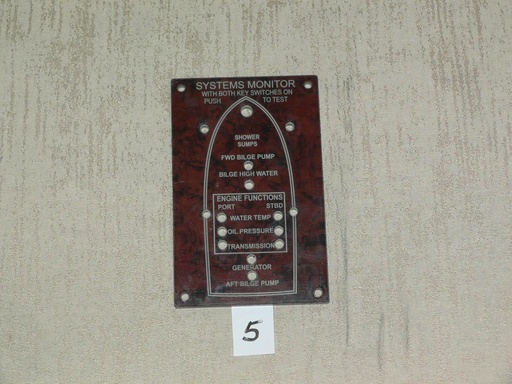 SYSTEMS MONITOR
WITH BOTH KEY SWITCHES ON
PUSH TO TEST
SHOWER
SUMPS
FWD BILGE PUMP
BILGE HIGH WATER
ENGINE FUNCTIONS
PORT STBD
WATER TEMP
OIL PRESSURE
TRANSMISSION
GENERATOR
AFT BILGE PUMP
5